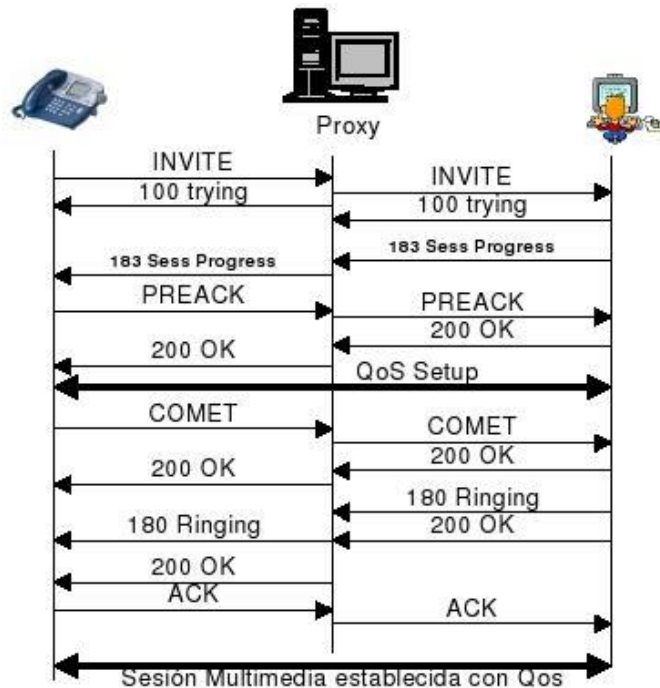 Proxy
INVITE
INVITE
100 trying
100 trying
183 Sess Progress
183 Sess Progress
PREACK
PREACK
200 OK
200 OK
QoS Setup
COMET
COMET
200 OK
200 OK
180 Ringing
180 Ringing
200 OK
200 OK
ACK
ACK
Sesión Multimedia establecida con Qos